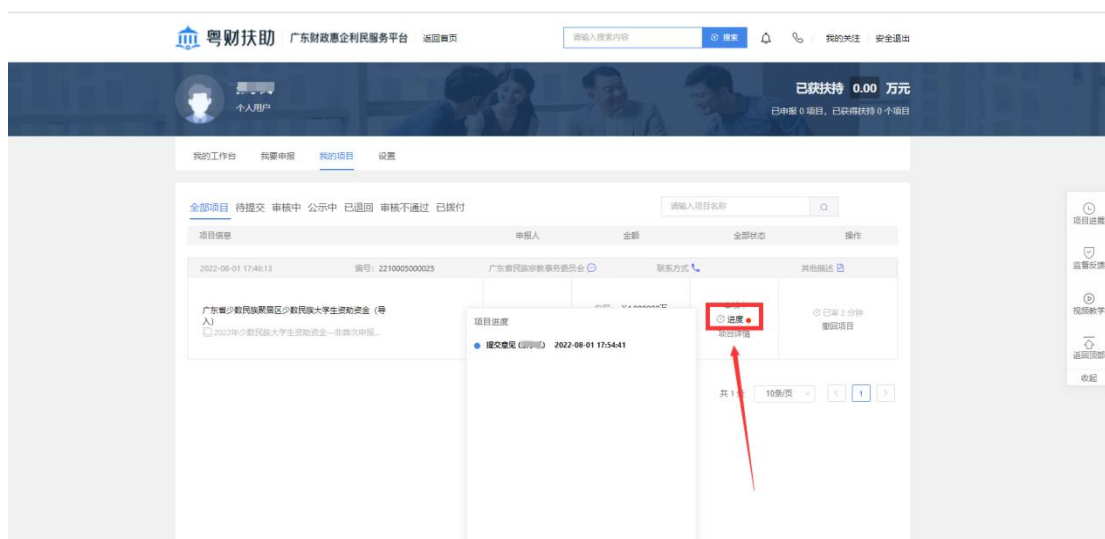 粤财扶助 广东财政惠企利民服务平台 返回首页 请输入搜索内容 搜索 我的关注 安全退出
个人用户
已获扶持 0.00 万元
已申报 0 项目，已获得扶持 0 个项目
我的工作台 我要申报 我的项目 设置
全部项目 待提交 审核中 公示中 已退回 审核不通过 已拨付 请输入项目名称
项目信息 申报人 金额 全部状态 操作
2022-08-01 17:46:13 编号：2210005000025 广东省民族宗教事务委员会 联系方式 其他描述
广东省少数民族聚居区少数民族大学生资助资金（导
入）
2022年少数民族大学生资助资金—非首次申报...
进度
项目详情
已审 2 分钟
撤回项目
项目进度
提交意见 2022-08-01 17:54:41
共 1 10条/页 1
项目进展
监督反馈
视频教学
返回顶部
收起